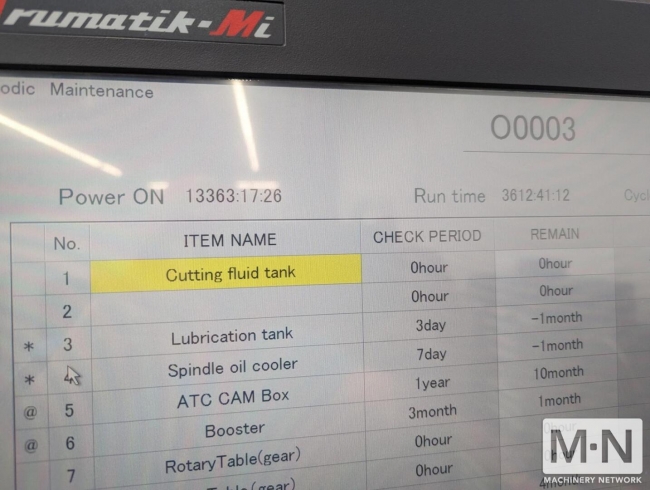 rumatik-Mi
odic Maintenance
O0003
Power ON 13363:17:26 Run time 3612:41:12 Cycl
No. ITEM NAME CHECK PERIOD REMAIN
1 Cutting fluid tank 0hour 0hour
2 0hour 0hour
* 3 Lubrication tank 3day -1month
* 4 Spindle oil cooler 7day -1month
@ 5 ATC CAM Box 1year 10month
@ 6 Booster 3month 1month
7 RotaryTable(gear) 0hour
0hour
M·N
MACHINERY NETWORK